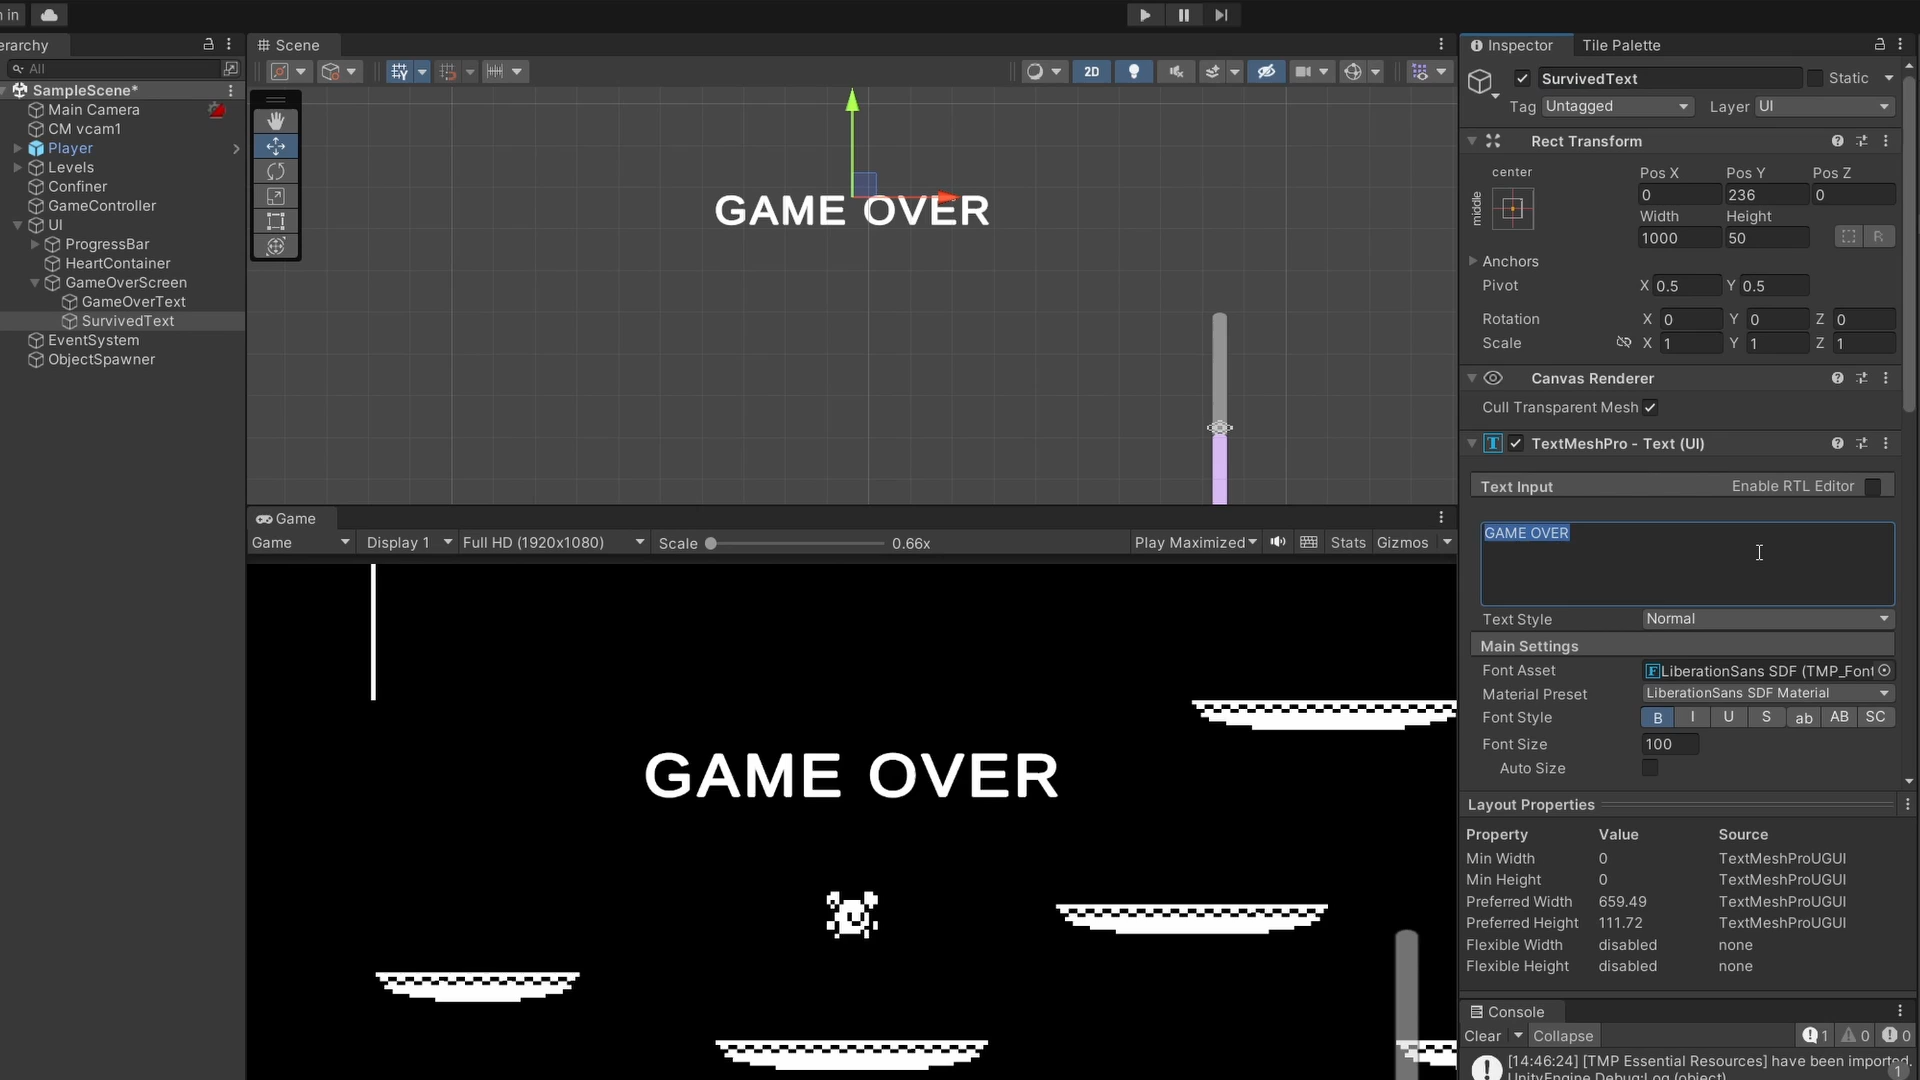 n in
erarchy
All
SampleScene*
Main Camera
CM vcam1
Player
Levels
Confiner
GameController
UI
ProgressBar
HeartContainer
GameOverScreen
GameOverText
SurvivedText
EventSystem
ObjectSpawner
Scene
2D
GAME OVER
Game
Game
Display 1
Full HD (1920x1080)
Scale
0.66x
Play Maximized
Stats
Gizmos
GAME OVER
Inspector
Tile Palette
SurvivedText
Static
Tag
Untagged
Layer
UI
Rect Transform
center
middle
Pos X
Pos Y
Pos Z
0
236
0
Width
Height
1000
50
R
Anchors
Pivot
X
0.5
Y
0.5
Rotation
X
0
Y
0
Z
0
Scale
X
1
Y
1
Z
1
Canvas Renderer
Cull Transparent Mesh
TextMeshPro - Text (UI)
Text Input
Enable RTL Editor
GAME OVER
Text Style
Normal
Main Settings
Font Asset
LiberationSans SDF (TMP_Font
Material Preset
LiberationSans SDF Material
Font Style
B
I
U
S
ab
AB
SC
Font Size
100
Auto Size
Layout Properties
Property
Value
Source
Min Width
0
TextMeshProUGUI
Min Height
0
TextMeshProUGUI
Preferred Width
659.49
TextMeshProUGUI
Preferred Height
111.72
TextMeshProUGUI
Flexible Width
disabled
none
Flexible Height
disabled
none
Console
Clear
Collapse
1
0
0
[14:46:24] [TMP Essential Resources] have been imported.
UnityEngine.Debug:Log (object)
1